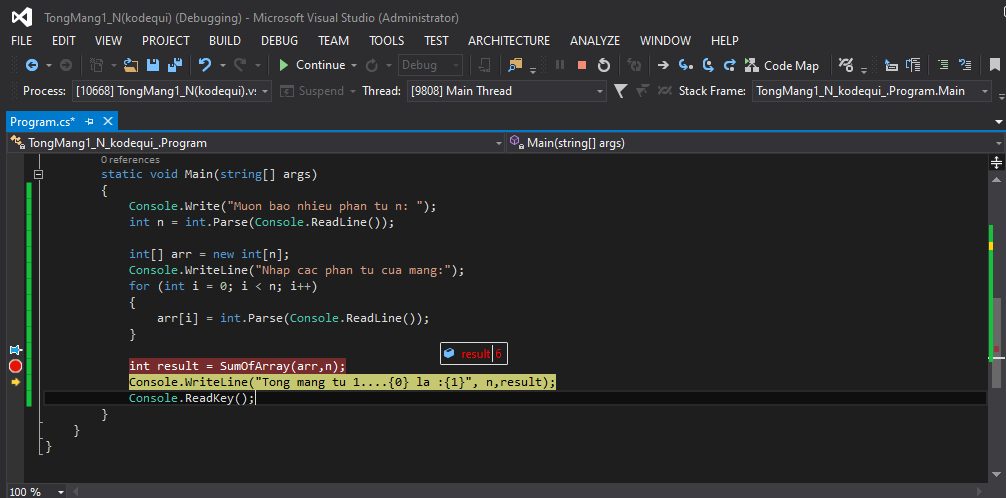 TongMang1_N(kodequi) (Debugging) - Microsoft Visual Studio (Administrator)
FILE EDIT VIEW PROJECT BUILD DEBUG TEAM TOOLS TEST ARCHITECTURE ANALYZE WINDOW HELP
Continue Debug Code Map
Process: [10668] TongMang1_N(kodequi).vs Suspend Thread: [9808] Main Thread Stack Frame: TongMang1_N_kodequi_.Program.Main
Program.cs*
TongMang1_N_kodequi_.Program Main(string[] args)
0 references
static void Main(string[] args)
{
Console.Write("Muon bao nhieu phan tu n: ");
int n = int.Parse(Console.ReadLine());
int[] arr = new int[n];
Console.WriteLine("Nhap cac phan tu cua mang:");
for (int i = 0; i < n; i++)
{
arr[i] = int.Parse(Console.ReadLine());
}
result 6
int result = SumOfArray(arr,n);
Console.WriteLine("Tong mang tu 1....{0} la :{1}", n,result);
Console.ReadKey();
}
}
}
100 %